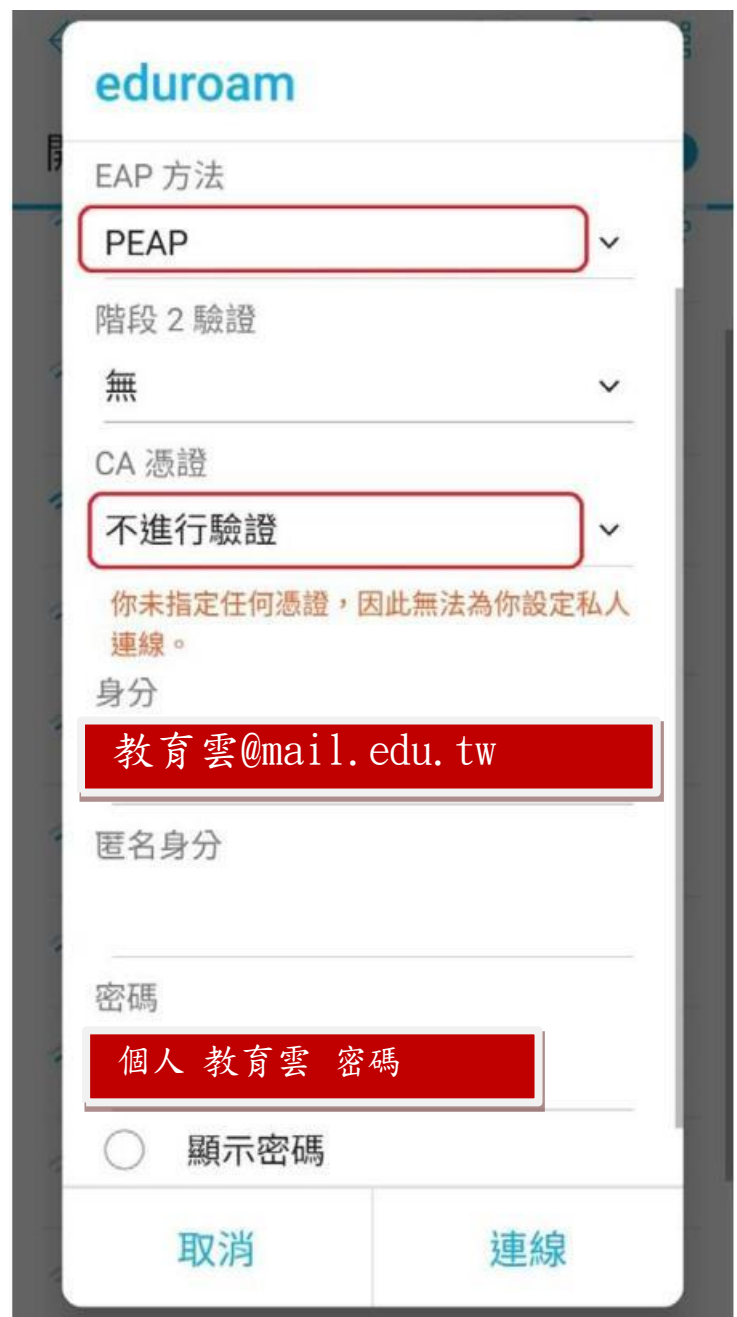 eduroam
開
EAP 方法
PEAP
階段 2 驗證
無
CA 憑證
不進行驗證
你未指定任何憑證，因此無法為你設定私人
連線。
身分
教育雲@mail.edu.tw
匿名身分
密碼
個人 教育雲 密碼
顯示密碼
取消
連線